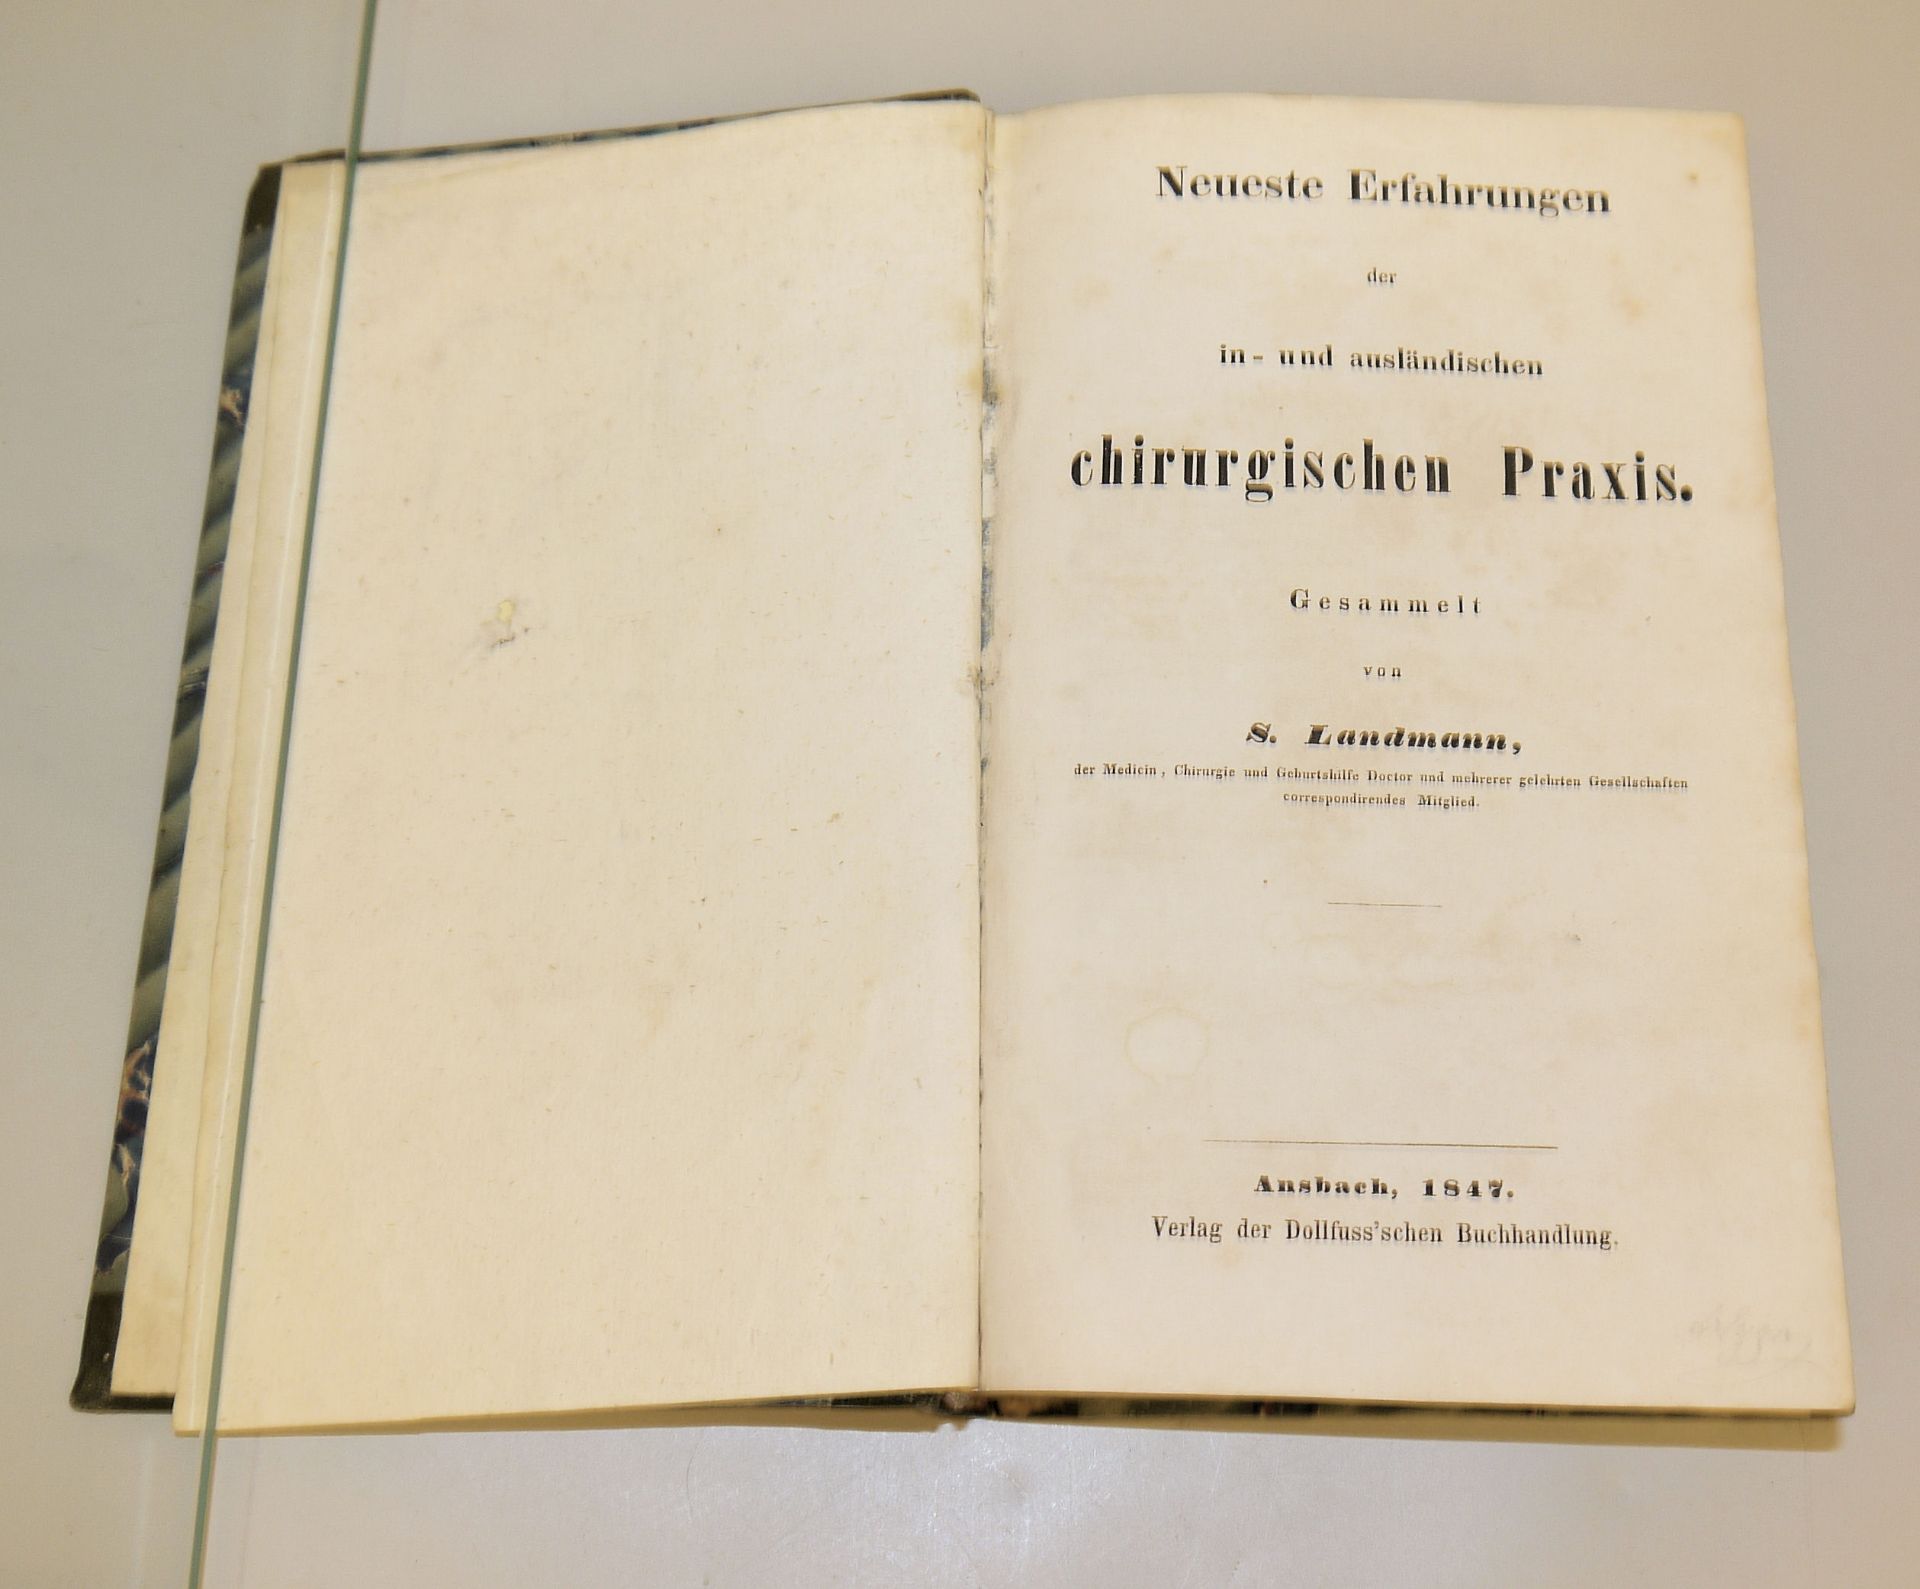 Neueste Erfahrungen
der
in- und ausländischen
chirurgischen Praxis.
Gesammelt
von
S. Landmann,
der Medicin, Chirurgie und Geburtshilfe Doctor und mehrerer gelehrten Gesellschaften
correspondirendes Mitglied.
Ansbach, 1847.
Verlag der Dollfuss'schen Buchhandlung.